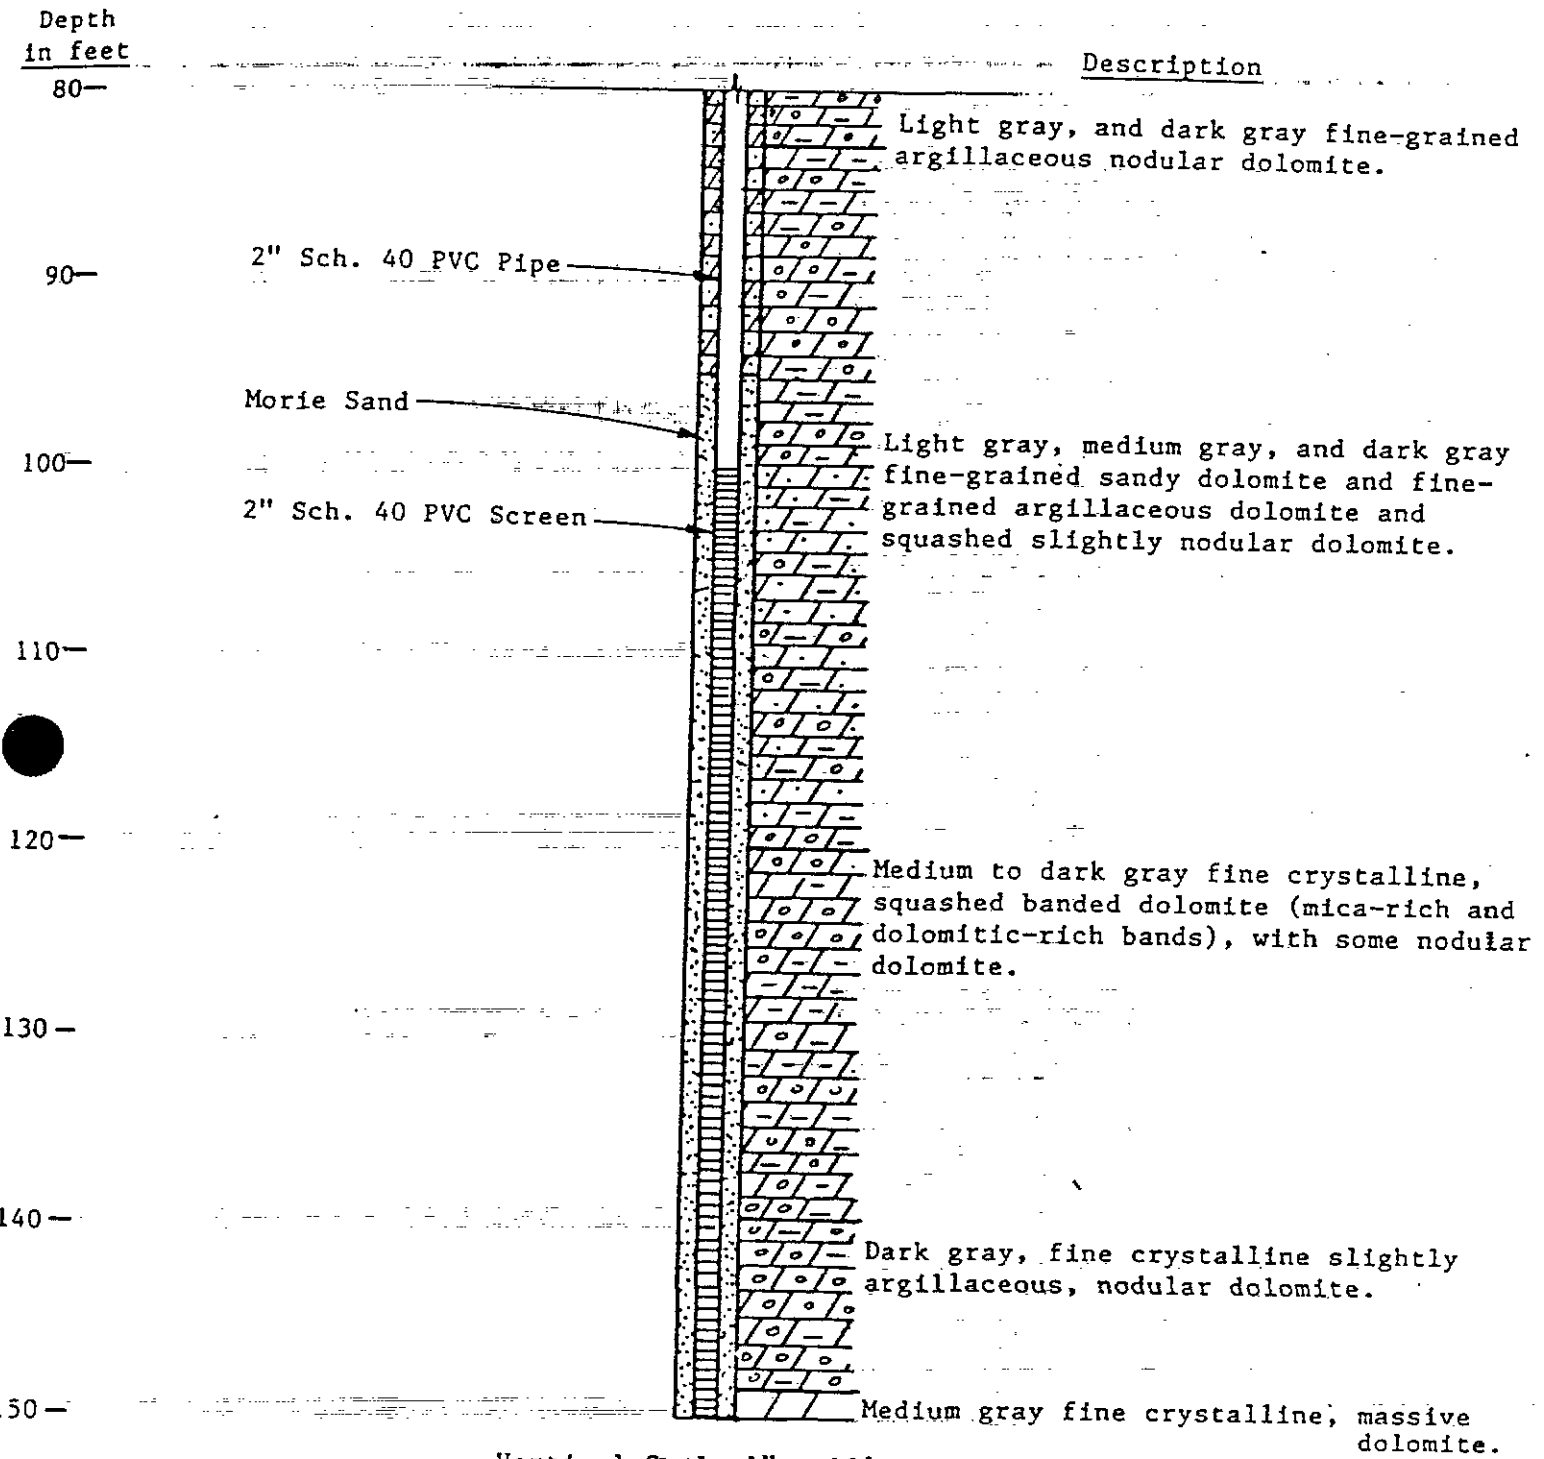 Depth
in feet
Description
80
Light gray, and dark gray fine-grained
argillaceous nodular dolomite.
2" Sch. 40 PVC Pipe
90
Morie Sand
100
Light gray, medium gray, and dark gray
fine-grained sandy dolomite and fine-
grained argillaceous dolomite and
squashed slightly nodular dolomite.
2" Sch. 40 PVC Screen
110
120
Medium to dark gray fine crystalline,
squashed banded dolomite (mica-rich and
dolomitic-rich bands), with some nodular
dolomite.
130
140
Dark gray, fine crystalline slightly
argillaceous, nodular dolomite.
50
Medium gray fine crystalline, massive
dolomite.